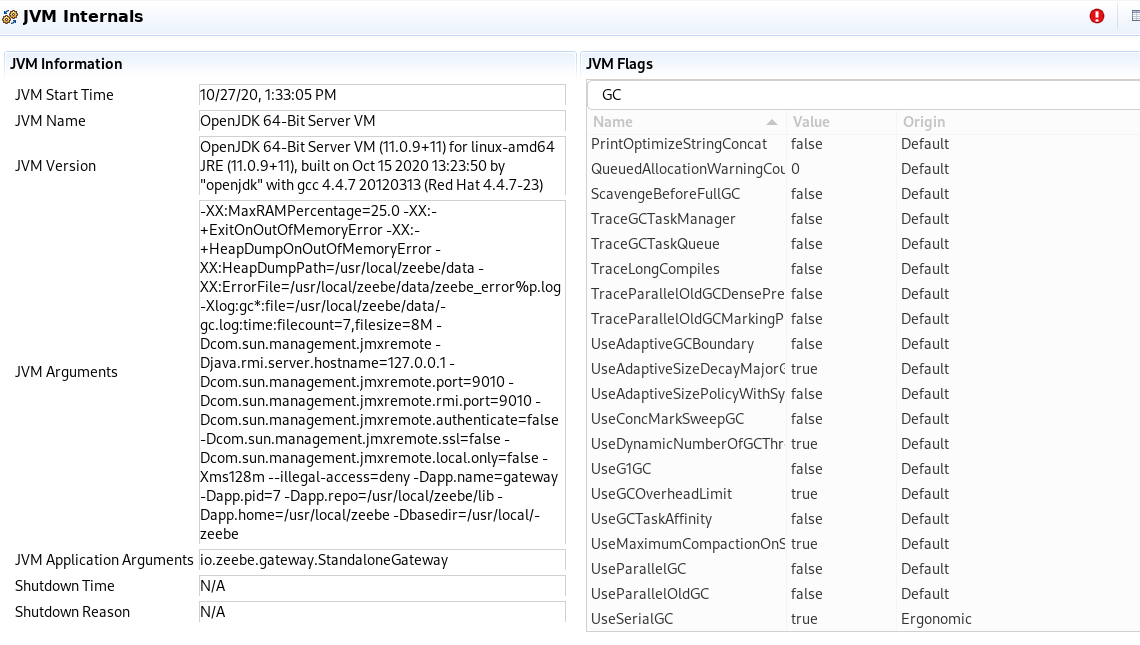 JVM Internals
JVM Information
JVM Start Time
10/27/20, 1:33:05 PM
JVM Name
OpenJDK 64-Bit Server VM
JVM Version
OpenJDK 64-Bit Server VM (11.0.9+11) for linux-amd64
JRE (11.0.9+11), built on Oct 15 2020 13:23:50 by
"openjdk" with gcc 4.4.7 20120313 (Red Hat 4.4.7-23)
JVM Arguments
-XX:MaxRAMPercentage=25.0 -XX:-
+ExitOnOutOfMemoryError -XX:-
+HeapDumpOnOutOfMemoryError -
XX:HeapDumpPath=/usr/local/zeebe/data -
XX:ErrorFile=/usr/local/zeebe/data/zeebe_error%p.log
-Xlog:gc*:file=/usr/local/zeebe/data/-
gc.log:time:filecount=7,filesize=8M -
Dcom.sun.management.jmxremote -
Djava.rmi.server.hostname=127.0.0.1 -
Dcom.sun.management.jmxremote.port=9010 -
Dcom.sun.management.jmxremote.rmi.port=9010 -
Dcom.sun.management.jmxremote.authenticate=false
-Dcom.sun.management.jmxremote.ssl=false -
Dcom.sun.management.jmxremote.local.only=false -
Xms128m --illegal-access=deny -Dapp.name=gateway
-Dapp.pid=7 -Dapp.repo=/usr/local/zeebe/lib -
Dapp.home=/usr/local/zeebe -Dbasedir=/usr/local/-
zeebe
JVM Application Arguments
io.zeebe.gateway.StandaloneGateway
Shutdown Time
N/A
Shutdown Reason
N/A
JVM Flags
GC
Name Value Origin
PrintOptimizeStringConcat false Default
QueuedAllocationWarningCou 0 Default
ScavengeBeforeFullGC false Default
TraceGCTaskManager false Default
TraceGCTaskQueue false Default
TraceLongCompiles false Default
TraceParallelOldGCDensePre false Default
TraceParallelOldGCMarkingP false Default
UseAdaptiveGCBoundary false Default
UseAdaptiveSizeDecayMajorG true Default
UseAdaptiveSizePolicyWithSy false Default
UseConcMarkSweepGC false Default
UseDynamicNumberOfGCThr true Default
UseG1GC false Default
UseGCOverheadLimit true Default
UseGCTaskAffinity false Default
UseMaximumCompactionOnS true Default
UseParallelGC false Default
UseParallelOldGC false Default
UseSerialGC true Ergonomic